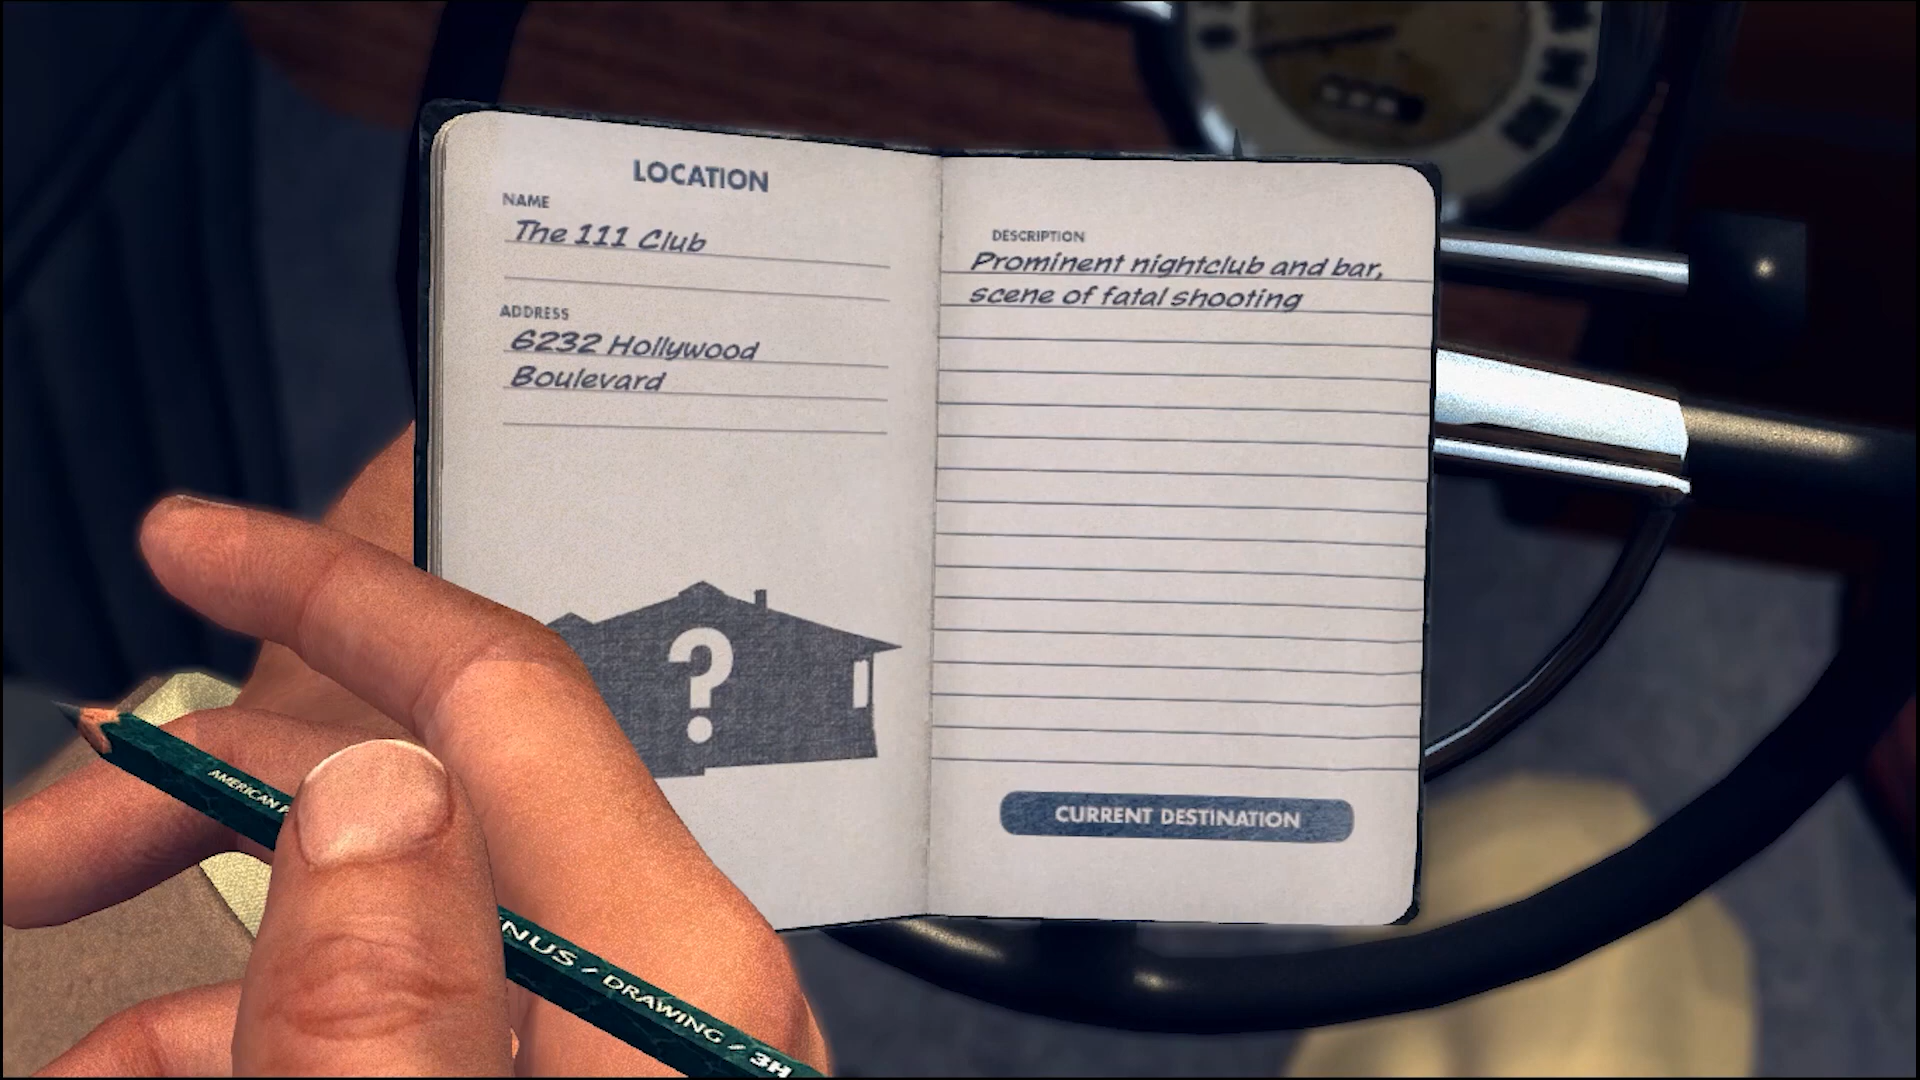 LOCATION
NAME
The 111 Club
ADDRESS
6232 Hollywood
Boulevard
?
DESCRIPTION
Prominent nightclub and bar,
scene of fatal shooting
CURRENT DESTINATION
AMERICAN
NUS / DRAWING / 3H